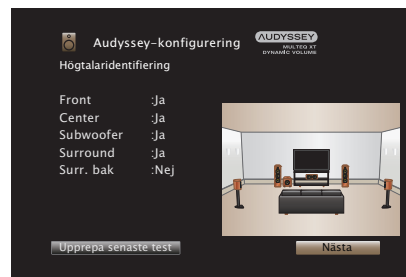 Audyssey-konfigurering
AUDYSSEY
MULTEQ XT
DYNAMIC VOLUME
Högtalaridentifiering
Front :Ja
Center :Ja
Subwoofer :Ja
Surround :Ja
Surr. bak :Nej
Upprepa senaste test
Nästa